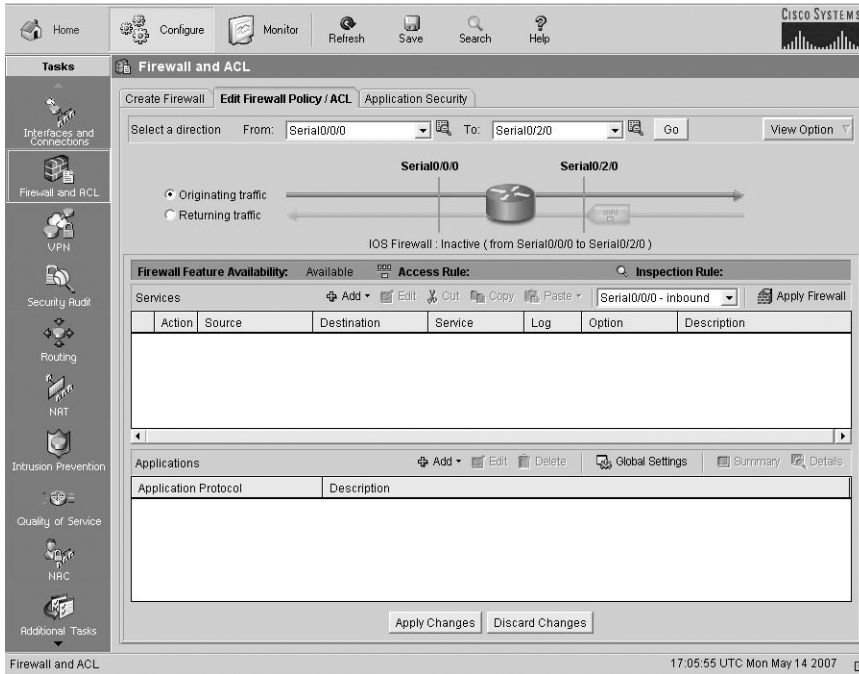 Home
Configure
Monitor
Refresh
Save
Search
Help
CISCO SYSTEMS
Tasks
Firewall and ACL
Create Firewall
Edit Firewall Policy / ACL
Application Security
Select a direction
From:
Serial0/0/0
To:
Serial0/2/0
Go
View Option
Serial0/0/0
Serial0/2/0
Originating traffic
Returning traffic
IOS Firewall : Inactive ( from Serial0/0/0 to Serial0/2/0 )
Firewall Feature Availability:
Available
Access Rule:
Inspection Rule:
Services
Add
Edit
Cut
Copy
Paste
Serial0/0/0 - inbound
Apply Firewall
Action
Source
Destination
Service
Log
Option
Description
Applications
Add
Edit
Delete
Global Settings
Summary
Details
Application Protocol
Description
Apply Changes
Discard Changes
Interfaces and
Connections
Firewall and ACL
VPN
Security Audit
Routing
NAT
Intrusion Prevention
Quality of Service
NAC
Additional Tasks
Firewall and ACL
17:05:55 UTC Mon May 14 2007